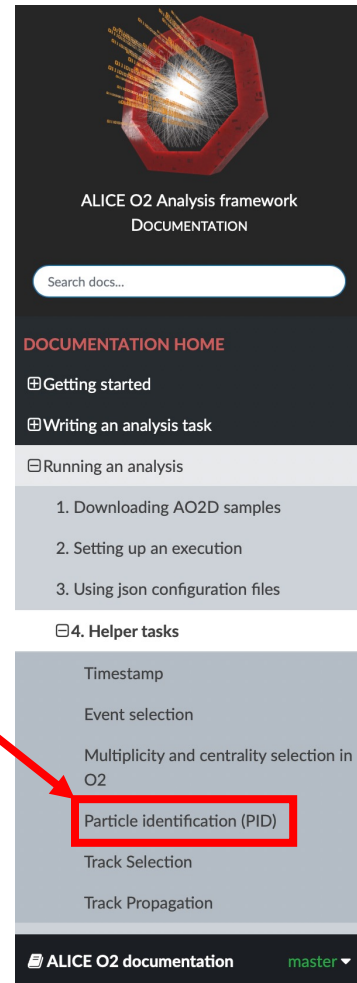 ALICE O2 Analysis framework
DOCUMENTATION
Search docs...
DOCUMENTATION HOME
Getting started
Writing an analysis task
Running an analysis
1. Downloading AO2D samples
2. Setting up an execution
3. Using json configuration files
4. Helper tasks
Timestamp
Event selection
Multiplicity and centrality selection in
O2
Particle identification (PID)
Track Selection
Track Propagation
ALICE O2 documentation master